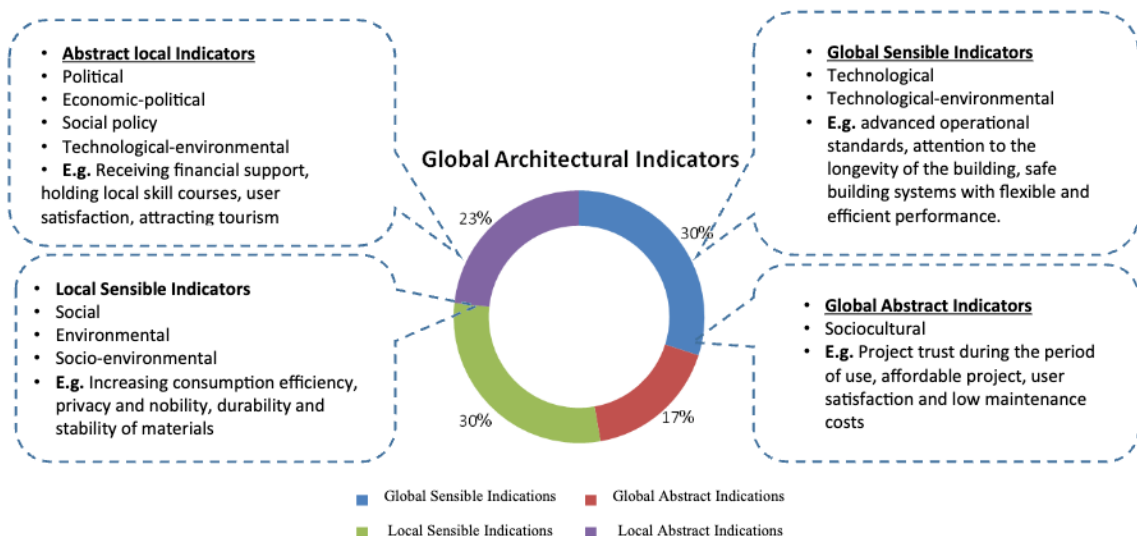 • Abstract local Indicators
• Political
• Economic-political
• Social policy
• Technological-environmental
• E.g. Receiving financial support,
holding local skill courses, user
satisfaction, attracting tourism
• Global Sensible Indicators
• Technological
• Technological-environmental
• E.g. advanced operational
standards, attention to the
longevity of the building, safe
building systems with flexible and
efficient performance.
Global Architectural Indicators
23%
30%
30%
17%
• Local Sensible Indicators
• Social
• Environmental
• Socio-environmental
• E.g. Increasing consumption efficiency,
privacy and nobility, durability and
stability of materials
• Global Abstract Indicators
• Sociocultural
• E.g. Project trust during the period
of use, affordable project, user
satisfaction and low maintenance
costs
Global Sensible Indications
Global Abstract Indications
Local Sensible Indications
Local Abstract Indications